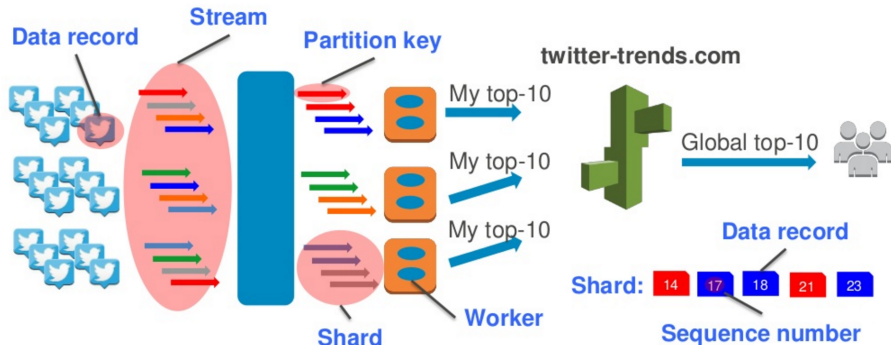 Stream
Data record
Partition key
twitter-trends.com
My top-10
My top-10
My top-10
Global top-10
Data record
Shard: 14 17 18 21 23
Shard
Worker
Sequence number